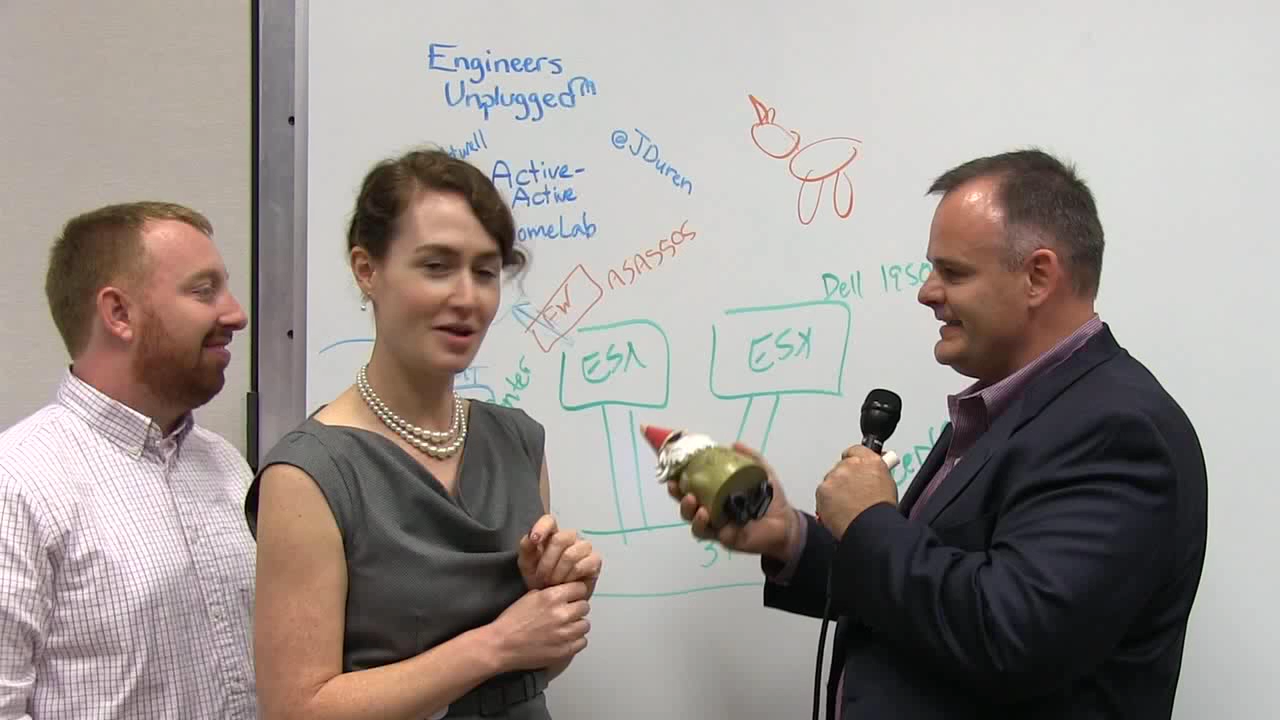 Engineers
Unplugged™
@JDuren
Active-
Active
omeLab
FW
ASA5505
Dell 1950
ESX
ESX